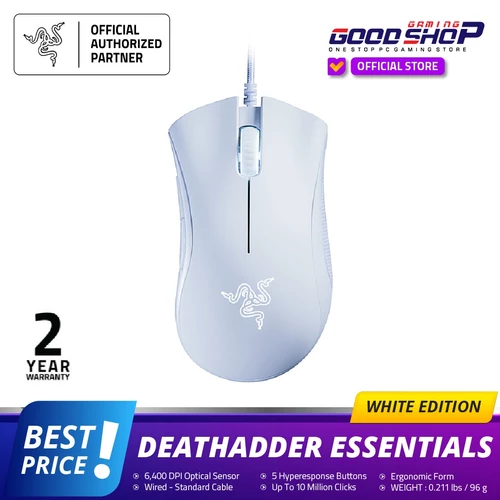 OFFICIAL
AUTHORIZED
PARTNER
GAMING
GOODSHOP
ONE STOP PC GAMING STORE
OFFICIAL STORE
2
YEAR
WARRANTY
WHITE EDITION
BEST
PRICE!
DEATHADDER ESSENTIALS
• 6,400 DPI Optical Sensor
• 5 Hyperesponse Buttons
• Ergonomic Form
• Wired - Standard Cable
• Up To 10 Million Clicks
• WEIGHT : 0.211 lbs / 96 g